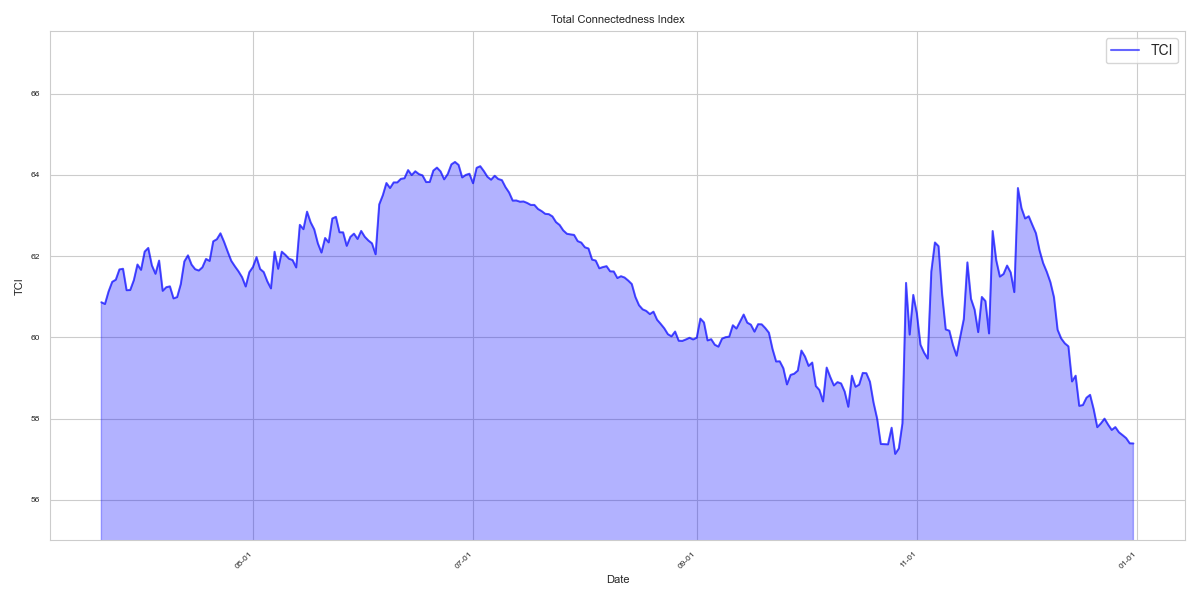 Total Connectedness Index
TCI
66
64
62
60
58
56
TCI
05-01
07-01
09-01
11-01
01-01
Date